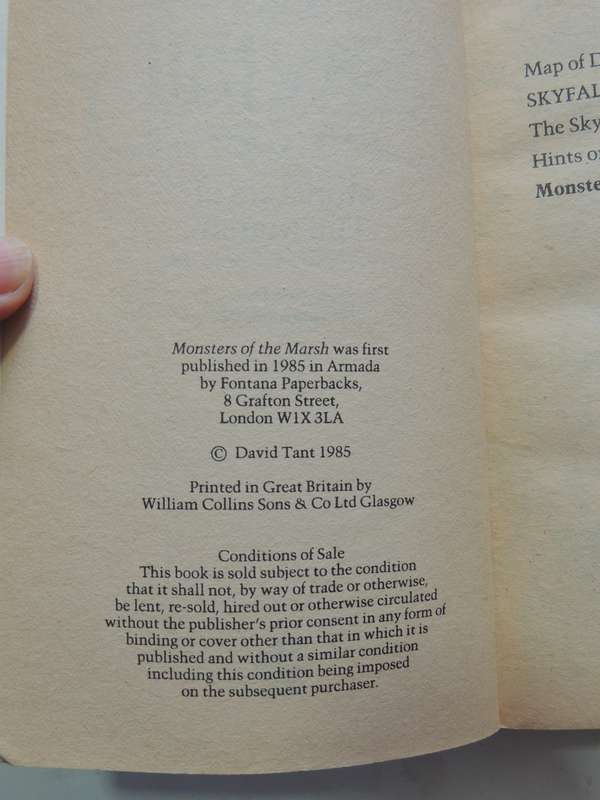 Monsters of the Marsh was first
published in 1985 in Armada
by Fontana Paperbacks,
8 Grafton Street,
London W1X 3LA
© David Tant 1985
Printed in Great Britain by
William Collins Sons & Co Ltd Glasgow
Conditions of Sale
This book is sold subject to the condition
that it shall not, by way of trade or otherwise,
be lent, re-sold, hired out or otherwise circulated
without the publisher's prior consent in any form of
binding or cover other than that in which it is
published and without a similar condition
including this condition being imposed
on the subsequent purchaser.
Map of
The
Hints